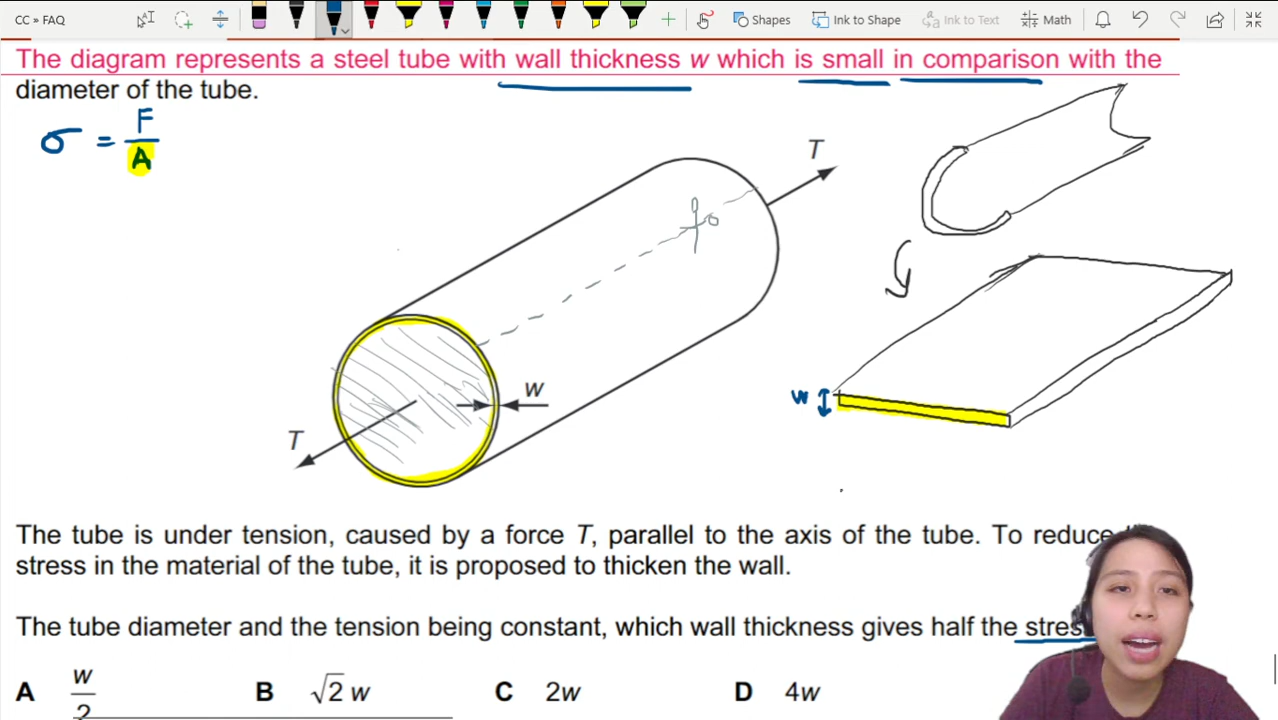 CC » FAQ
Shapes
Ink to Shape
Ink to Text
Math
The diagram represents a steel tube with wall thickness w which is small in comparison with the
diameter of the tube.
σ = F
A
T
w
T
w
The tube is under tension, caused by a force T, parallel to the axis of the tube. To reduce
stress in the material of the tube, it is proposed to thicken the wall.
The tube diameter and the tension being constant, which wall thickness gives half the
A w/2 B √2 w C 2w D 4w